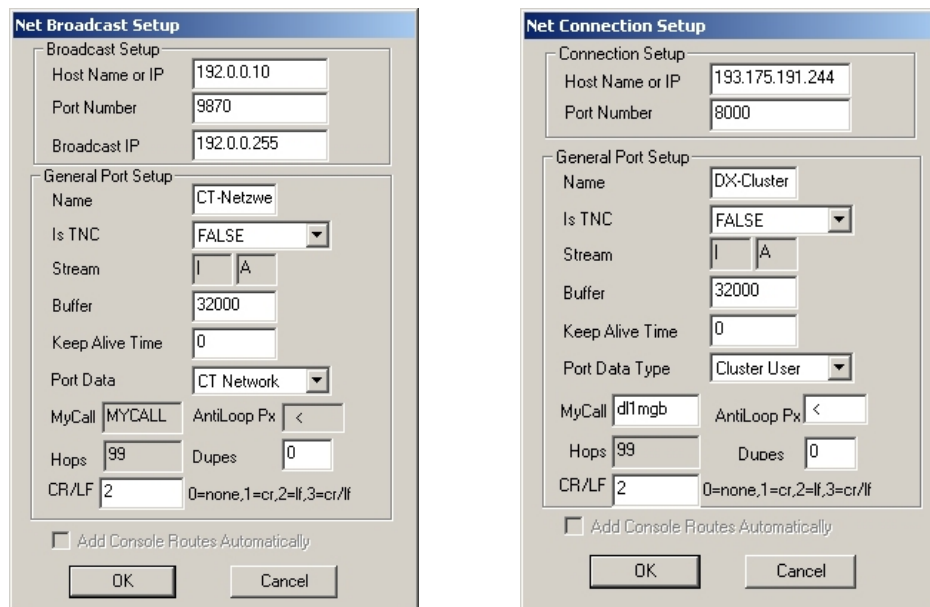 Net Broadcast Setup
Broadcast Setup
Host Name or IP 192.0.0.10
Port Number 9870
Broadcast IP 192.0.0.255
General Port Setup
Name CT-Netzwe
Is TNC FALSE
Stream I A
Buffer 32000
Keep Alive Time 0
Port Data CT Network
MyCall MYCALL AntiLoop Px <
Hops 99 Dupes 0
CR/LF 2 0=none,1=cr,2=lf,3=cr/lf
Add Console Routes Automatically
OK Cancel
Net Connection Setup
Connection Setup
Host Name or IP 193.175.191.244
Port Number 8000
General Port Setup
Name DX-Cluster
Is TNC FALSE
Stream I A
Buffer 32000
Keep Alive Time 0
Port Data Type Cluster User
MyCall dl1mgb AntiLoop Px <
Hops 99 Dupes 0
CR/LF 2 0=none,1=cr,2=lf,3=cr/lf
Add Console Routes Automatically
OK Cancel